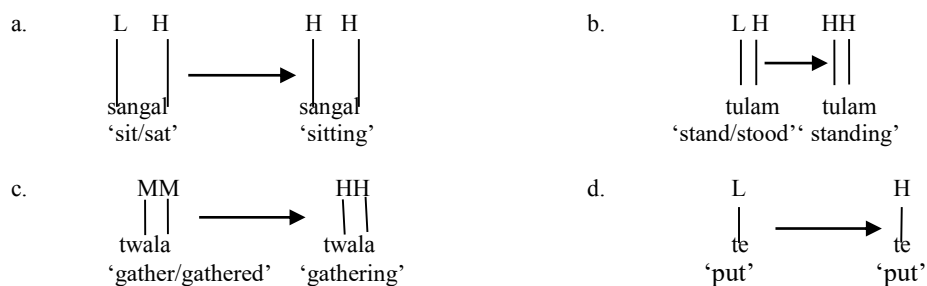 a. L H H H b. L H HH
sangal sangal tulam tulam
‘sit/sat’ ‘sitting’ ‘stand/stood’‘ standing’
c. MM HH d. L H
twala twala te te
‘gather/gathered’ ‘gathering’ ‘put’ ‘put’